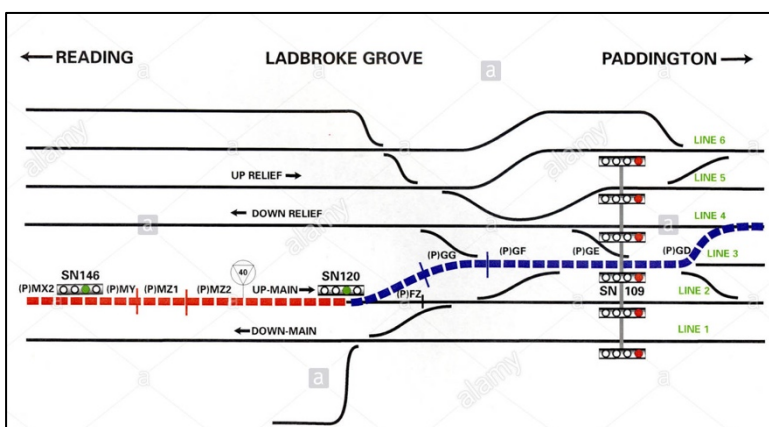 ← READING LADBROKE GROVE PADDINGTON →
LINE 6
UP RELIEF →
LINE 5
← DOWN RELIEF
LINE 4
(P)GG (P)GF (P)GE (P)GD
LINE 3
SN146 40 SN120
(P)MX2 (P)MY (P)MZ1 (P)MZ2 UP-MAIN → (P)FZ SN 109 LINE 2
← DOWN-MAIN
LINE 1
a
alamy